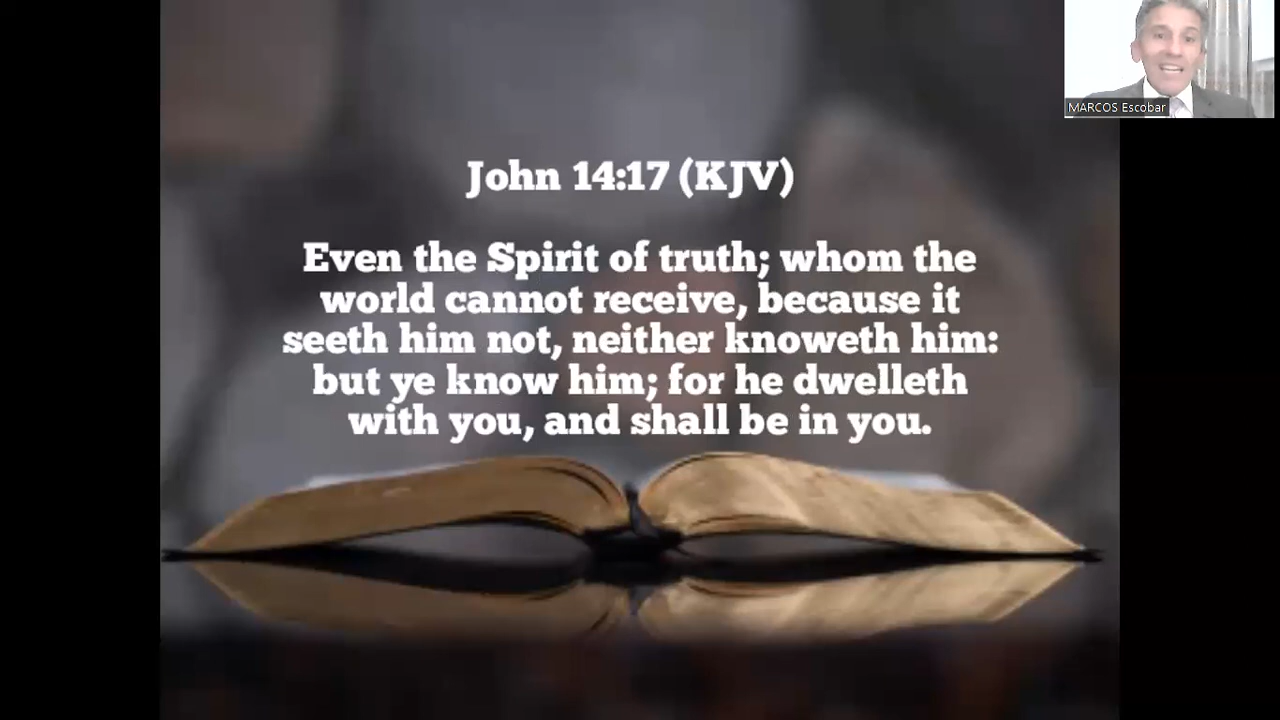 MARCOS Escobar
John 14:17 (KJV)
Even the Spirit of truth; whom the
world cannot receive, because it
seeth him not, neither knoweth him:
but ye know him; for he dwelleth
with you, and shall be in you.